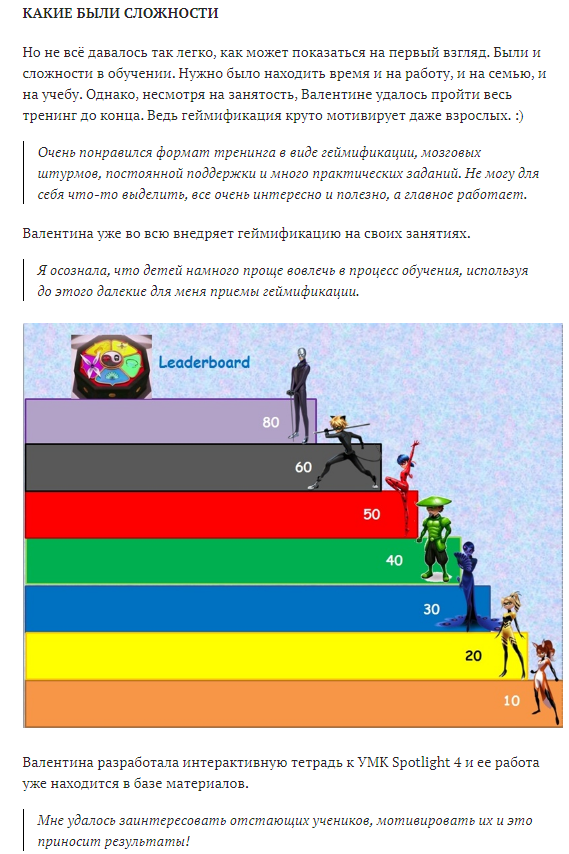 КАКИЕ БЫЛИ СЛОЖНОСТИ
Но не всё давалось так легко, как может показаться на первый взгляд. Были и
сложности в обучении. Нужно было находить время и на работу, и на семью, и
на учебу. Однако, несмотря на занятость, Валентине удалось пройти весь
тренинг до конца. Ведь геймификация круто мотивирует даже взрослых. :)
Очень понравился формат тренинга в виде геймификации, мозговых
штурмов, постоянной поддержки и много практических заданий. Не могу для
себя что-то выделить, все очень интересно и полезно, а главное работает.
Валентина уже во всю внедряет геймификацию на своих занятиях.
Я осознала, что детей намного проще вовлечь в процесс обучения, используя
до этого далекие для меня приемы геймификации.
Leaderboard
80
60
50
40
30
20
10
Валентина разработала интерактивную тетрадь к УМК Spotlight 4 и ее работа
уже находится в базе материалов.
Мне удалось заинтересовать отстающих учеников, мотивировать их и это
приносит результаты!